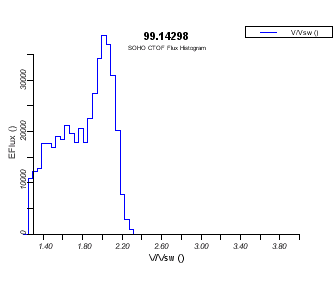 99.14298
SOHO CTOF Flux Histogram
V/Vsw ()
EFlux ()
30000
20000
10000
0
1.40 1.80 2.20 2.60 3.00 3.40 3.80
V/Vsw ()